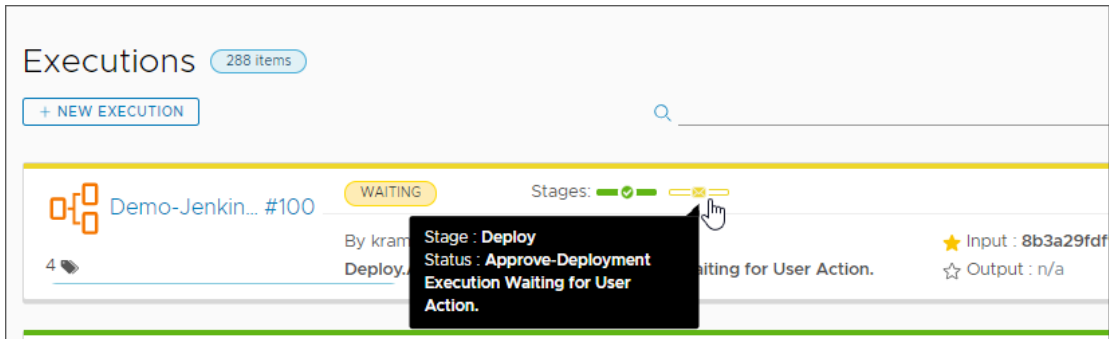 Executions 288 items
+ NEW EXECUTION
Demo-Jenkin... #100 WAITING Stages:
By kram
Stage : Deploy
Status : Approve-Deployment
Execution Waiting for User
Action.
Input : 8b3a29fdf
4 Deploy. aiting for User Action. Output : n/a